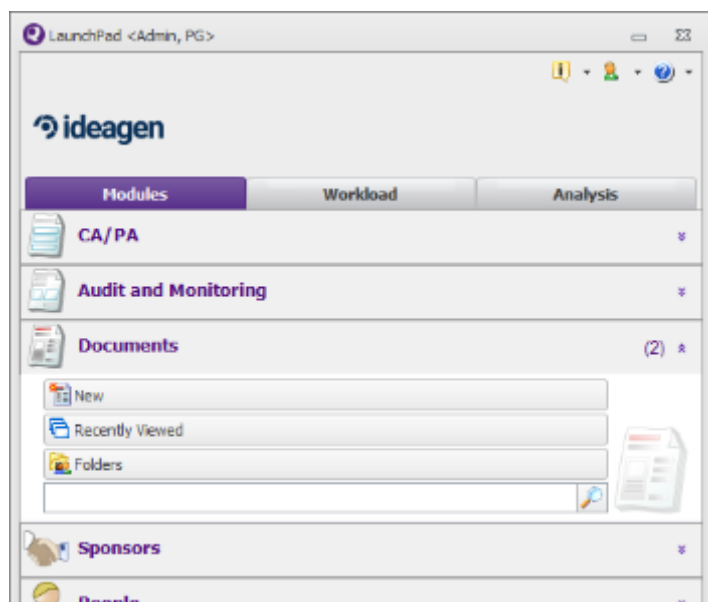 LaunchPad <Admin, PG>
ideagen
Modules Workload Analysis
CA/PA
Audit and Monitoring
Documents (2)
New
Recently Viewed
Folders
Sponsors
People